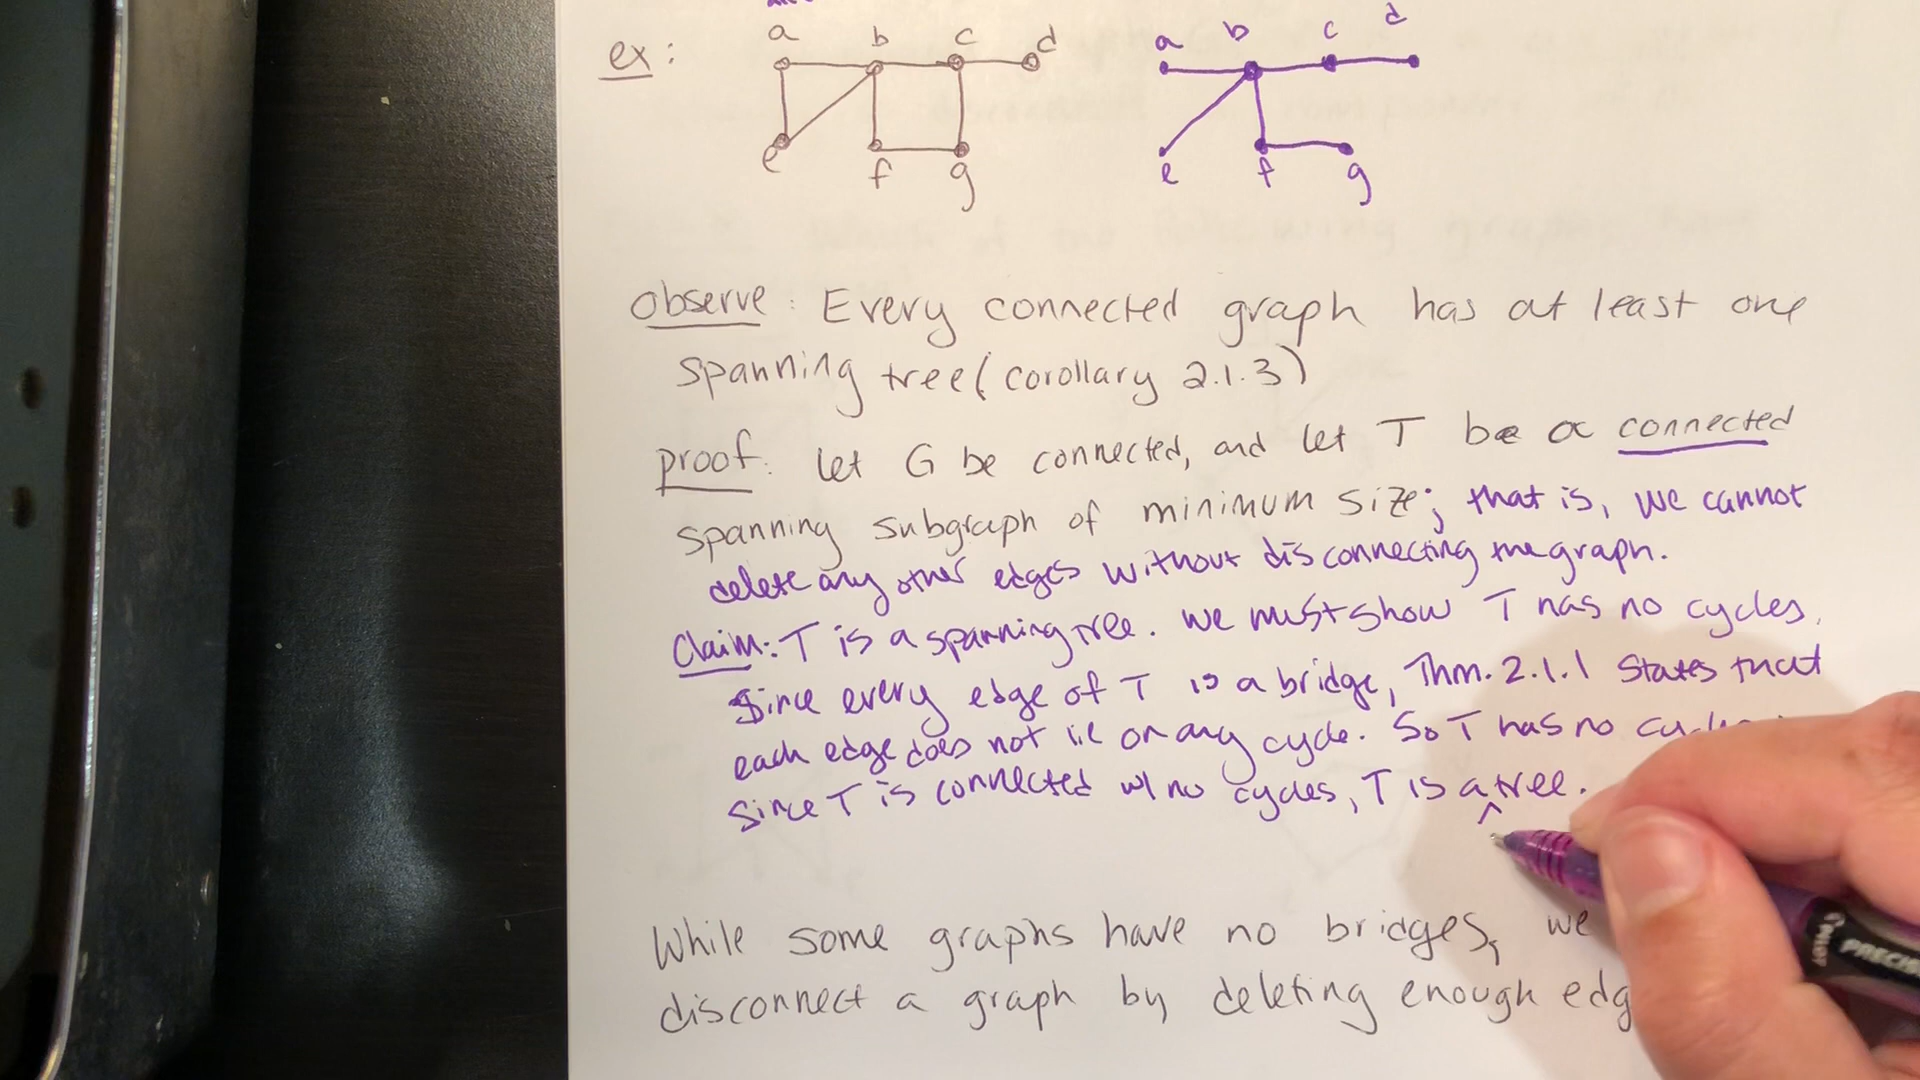 ex:
a b c d
e f g
a b c d
e f g
observe: Every connected graph has at least one
spanning tree (corollary 2.1.3)
proof: Let G be connected, and let T be a connected
spanning subgraph of minimum size; that is, we cannot
delete any other edges without disconnecting the graph.
Claim: T is a spanning tree. We must show T has no cycles.
Since every edge of T is a bridge, Thm. 2.1.1 states that
each edge does not lie on any cycle. So T has no
Since T is connected w/ no cycles, T is a ^ tree.
While some graphs have no bridges, we
disconnect a graph by deleting enough
PRECIS